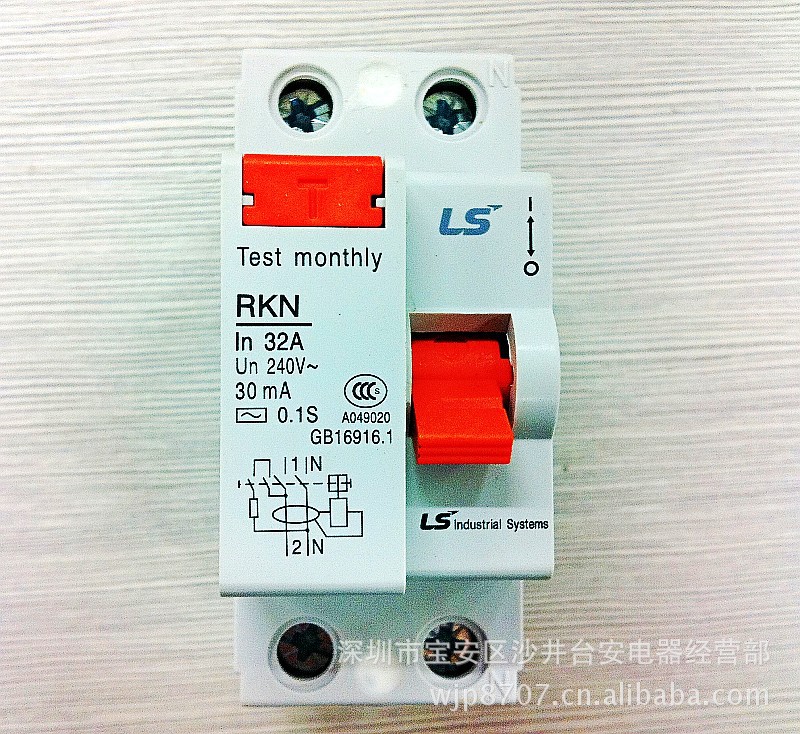 N
T
LS
I
O
Test monthly
RKN
In 32A
Un 240V~
30 mA
CCC S
0.1S
A049020
GB16916.1
1 N
LS Industrial Systems
2 N
深圳市宝安区沙井台安电器经营部
N
wjp8707.cn.alibaba.com